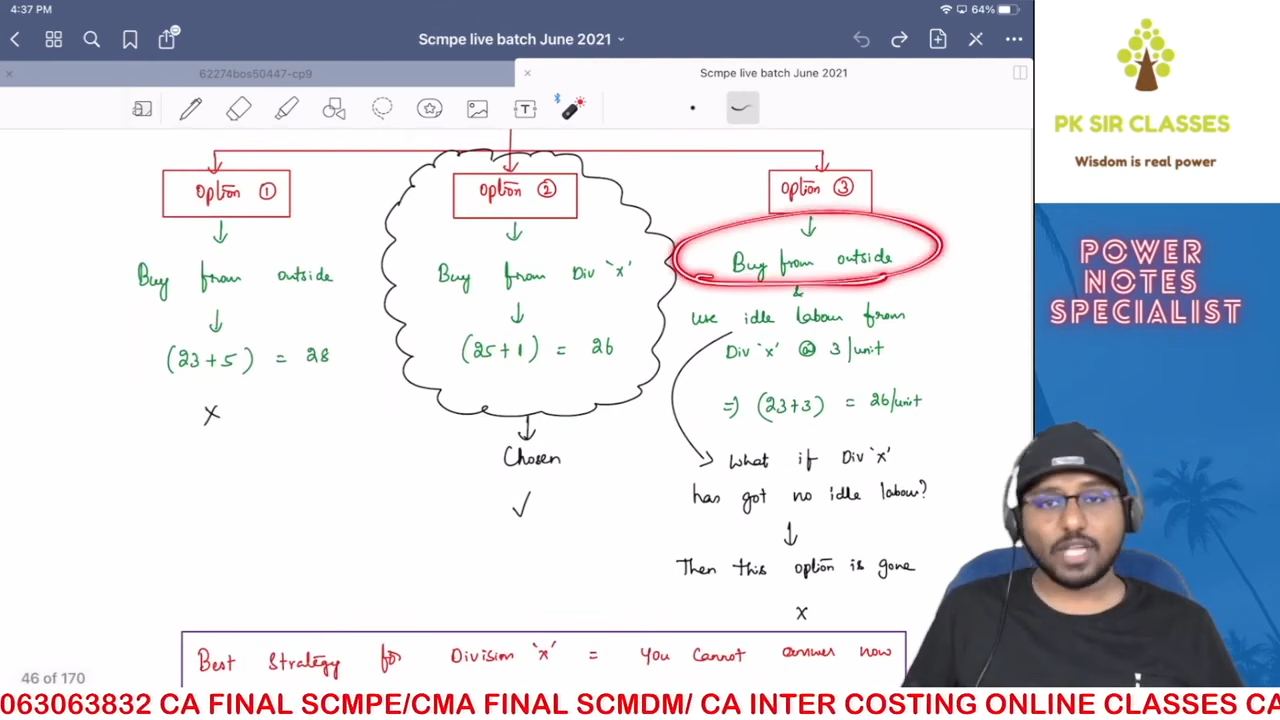 4:37 PM
64%
Scmpe live batch June 2021
62274bos50447-cp9
Scmpe live batch June 2021
Option ①
Buy from outside
(23+5) = 28
X
Option ②
Buy from Div `x'
(25+1) = 26
Chosen
Option ③
Buy from outside
&
use idle labour from
Div `x' @ 3/unit
=) (23+3) = 26/unit
What if Div `x'
has got no idle labour?
Then this option is gone
X
Best Strategy for Division `x' = You Cannot answer now
46 of 170
PK SIR CLASSES
Wisdom is real power
POWER
NOTES
SPECIALIST
063063832 CA FINAL SCMPE/CMA FINAL SCMDM/ CA INTER COSTING ONLINE CLASSES CA